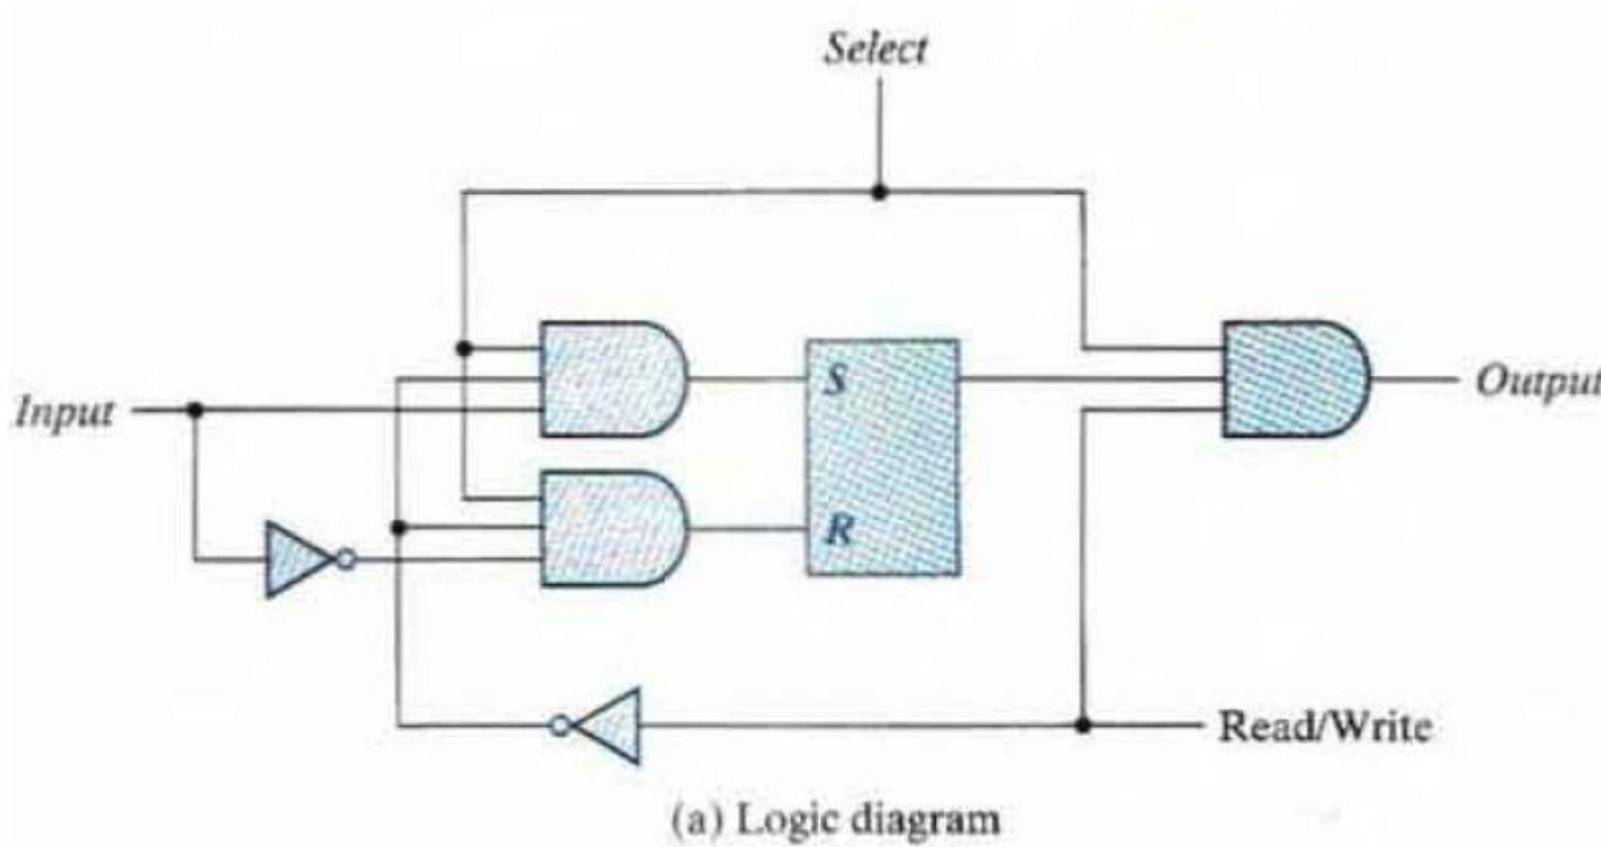 Select
Input
S
Output
R
Read/Write
(a) Logic diagram